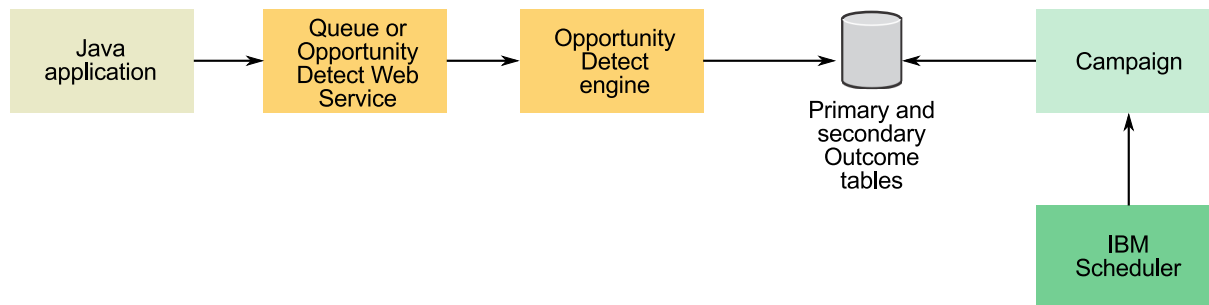 Java
application
Queue or
Opportunity
Detect Web
Service
Opportunity
Detect
engine
Primary and
secondary
Outcome
tables
Campaign
IBM
Scheduler